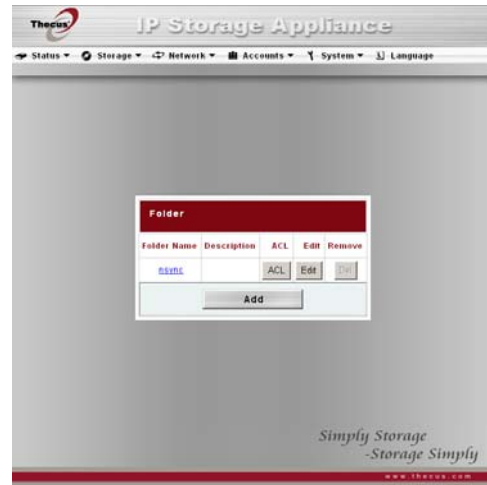 Thecus
IP Storage Appliance
Status Storage Network Accounts System Language
Folder
Folder Name Description ACL Edit Remove
nsync ACL Edit Del
Add
Simply Storage
-Storage Simply
www.thecus.com